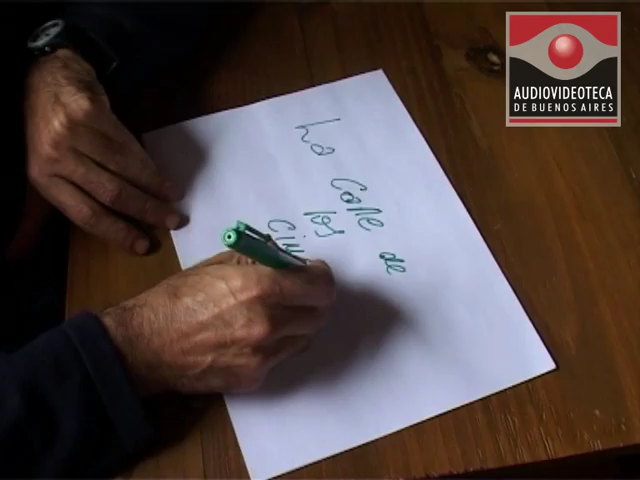 La
Calle de
los
AUDIOVIDEOTECA
DE BUENOS AIRES